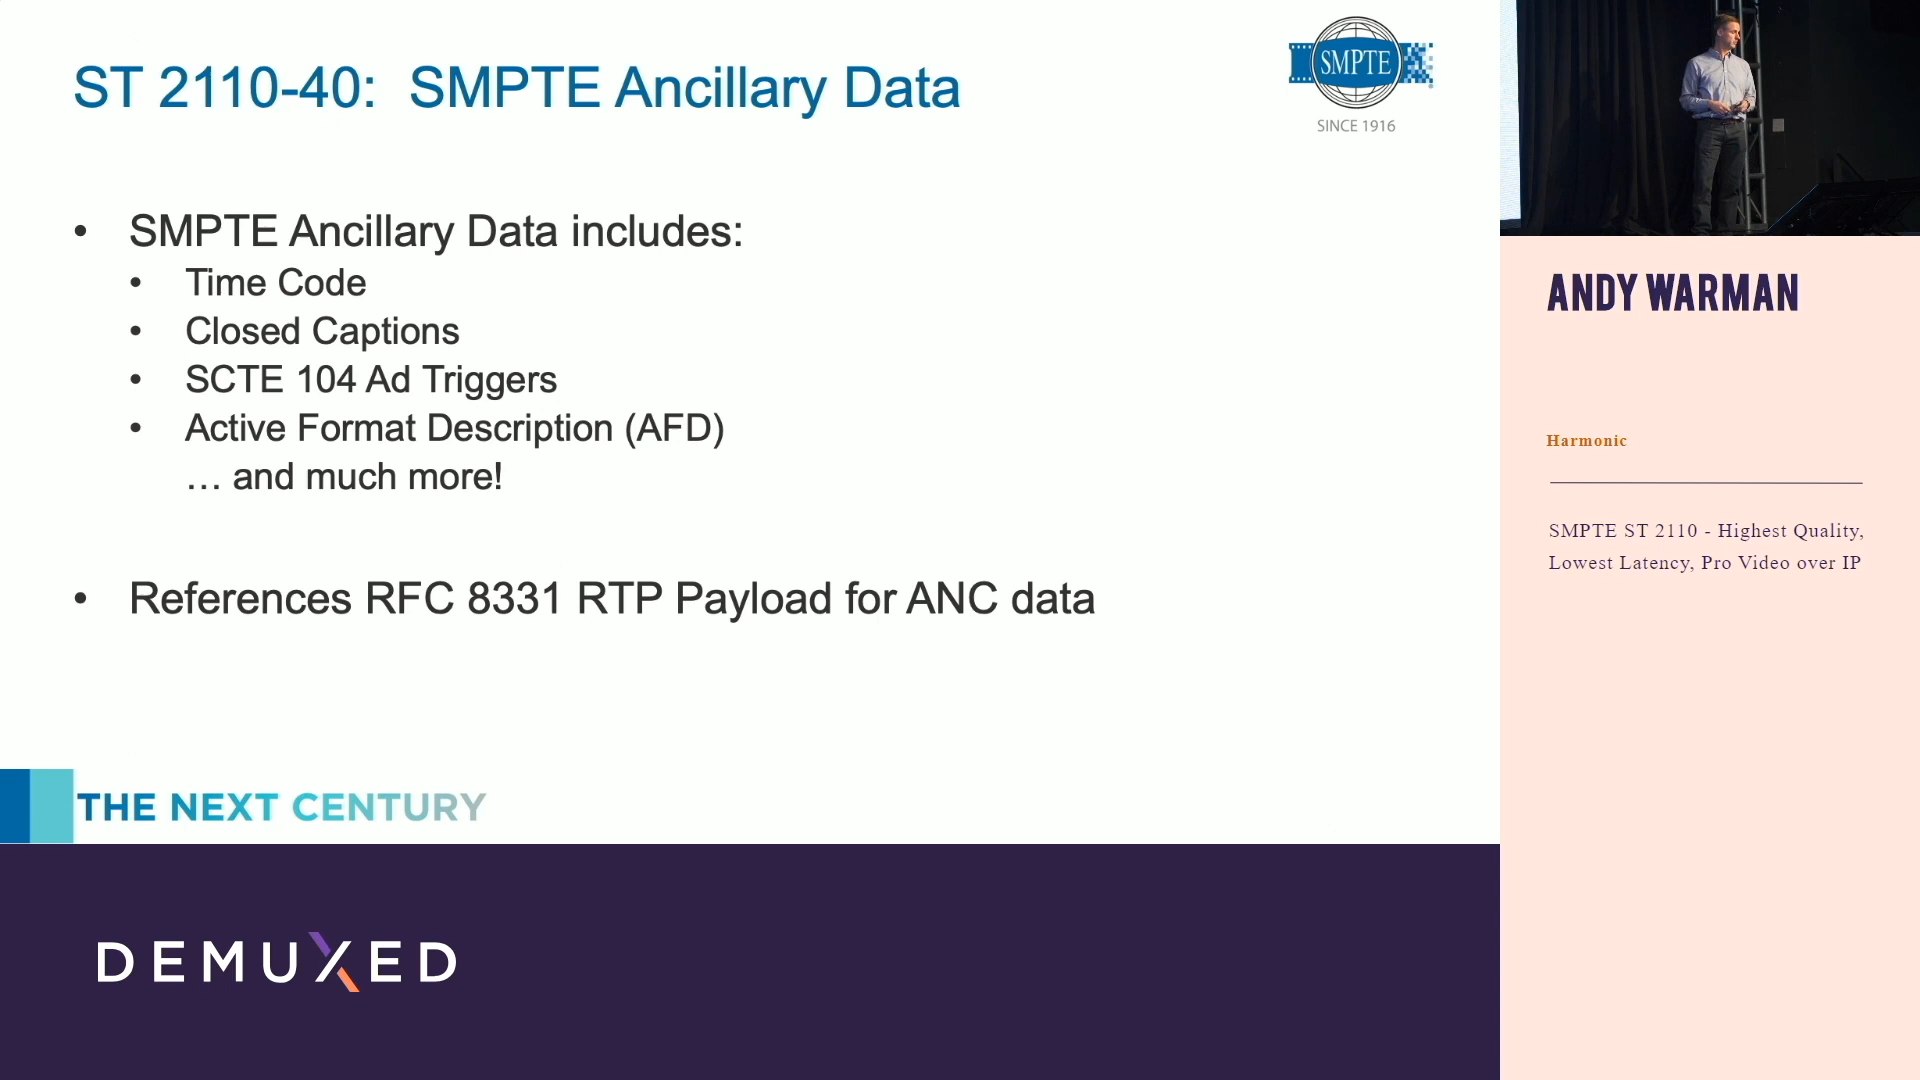 ST 2110-40: SMPTE Ancillary Data
SMPTE
SINCE 1916
• SMPTE Ancillary Data includes:
• Time Code
• Closed Captions
• SCTE 104 Ad Triggers
• Active Format Description (AFD)
… and much more!
• References RFC 8331 RTP Payload for ANC data
THE NEXT CENTURY
DEMUXED
ANDY WARMAN
Harmonic
SMPTE ST 2110 - Highest Quality,
Lowest Latency, Pro Video over IP